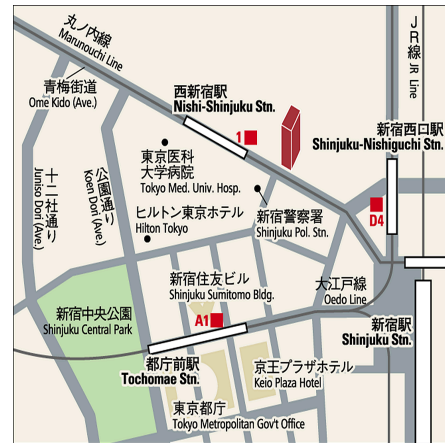 丸ノ内線
Marunouchi Line
JR線 JR Line
青梅街道
Ome Kido (Ave.)
西新宿駅
Nishi-Shinjuku Stn.
新宿西口駅
Shinjuku-Nishiguchi Stn.
1
東京医科
大学病院
Tokyo Med. Univ. Hosp.
十二社通り
Juniso Dori (Ave.)
公園通り
Koen Dori (Ave.)
ヒルトン東京ホテル
Hilton Tokyo
新宿警察署
Shinjuku Pol. Stn.
D4
新宿住友ビル
Shinjuku Sumitomo Bldg.
大江戸線
Oedo Line
新宿中央公園
Shinjuku Central Park
A1
新宿駅
Shinjuku Stn.
都庁前駅
Tochomae Stn.
京王プラザホテル
Keio Plaza Hotel
東京都庁
Tokyo Metropolitan Gov't Office